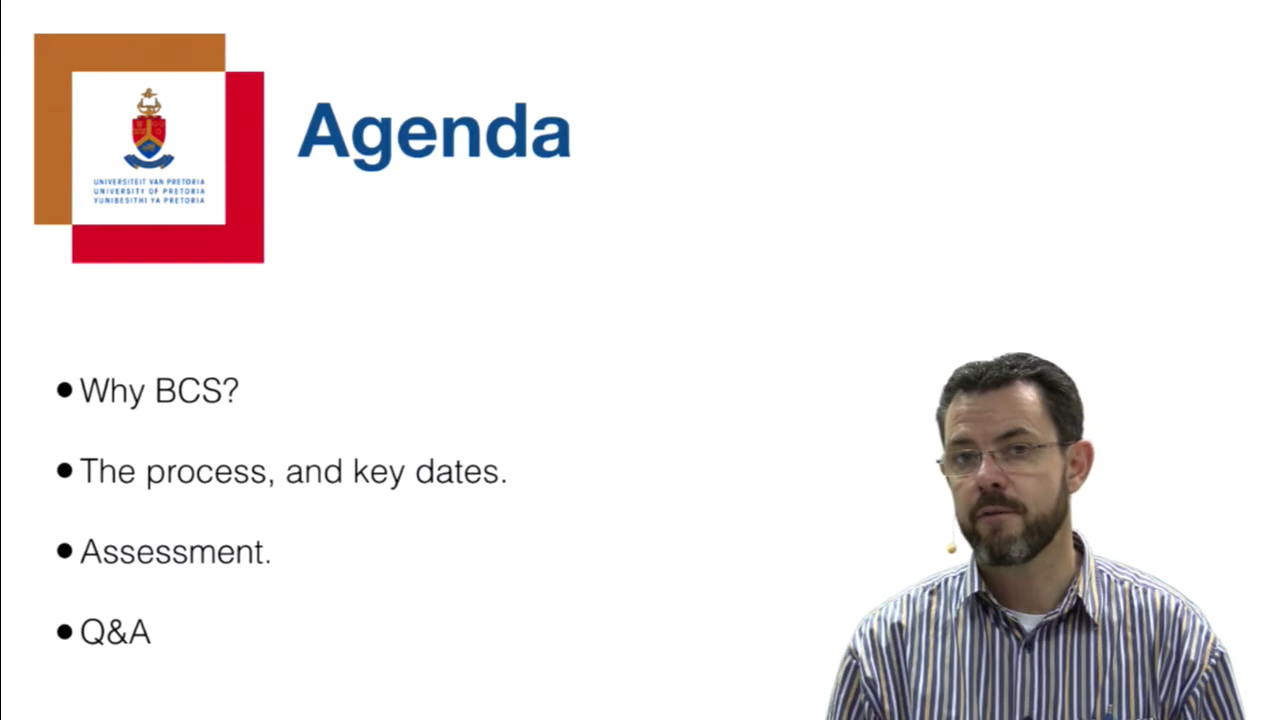 UNIVERSITEIT VAN PRETORIA
UNIVERSITY OF PRETORIA
YUNIBESITHI YA PRETORIA
Agenda
•Why BCS?
•The process, and key dates.
•Assessment.
•Q&A